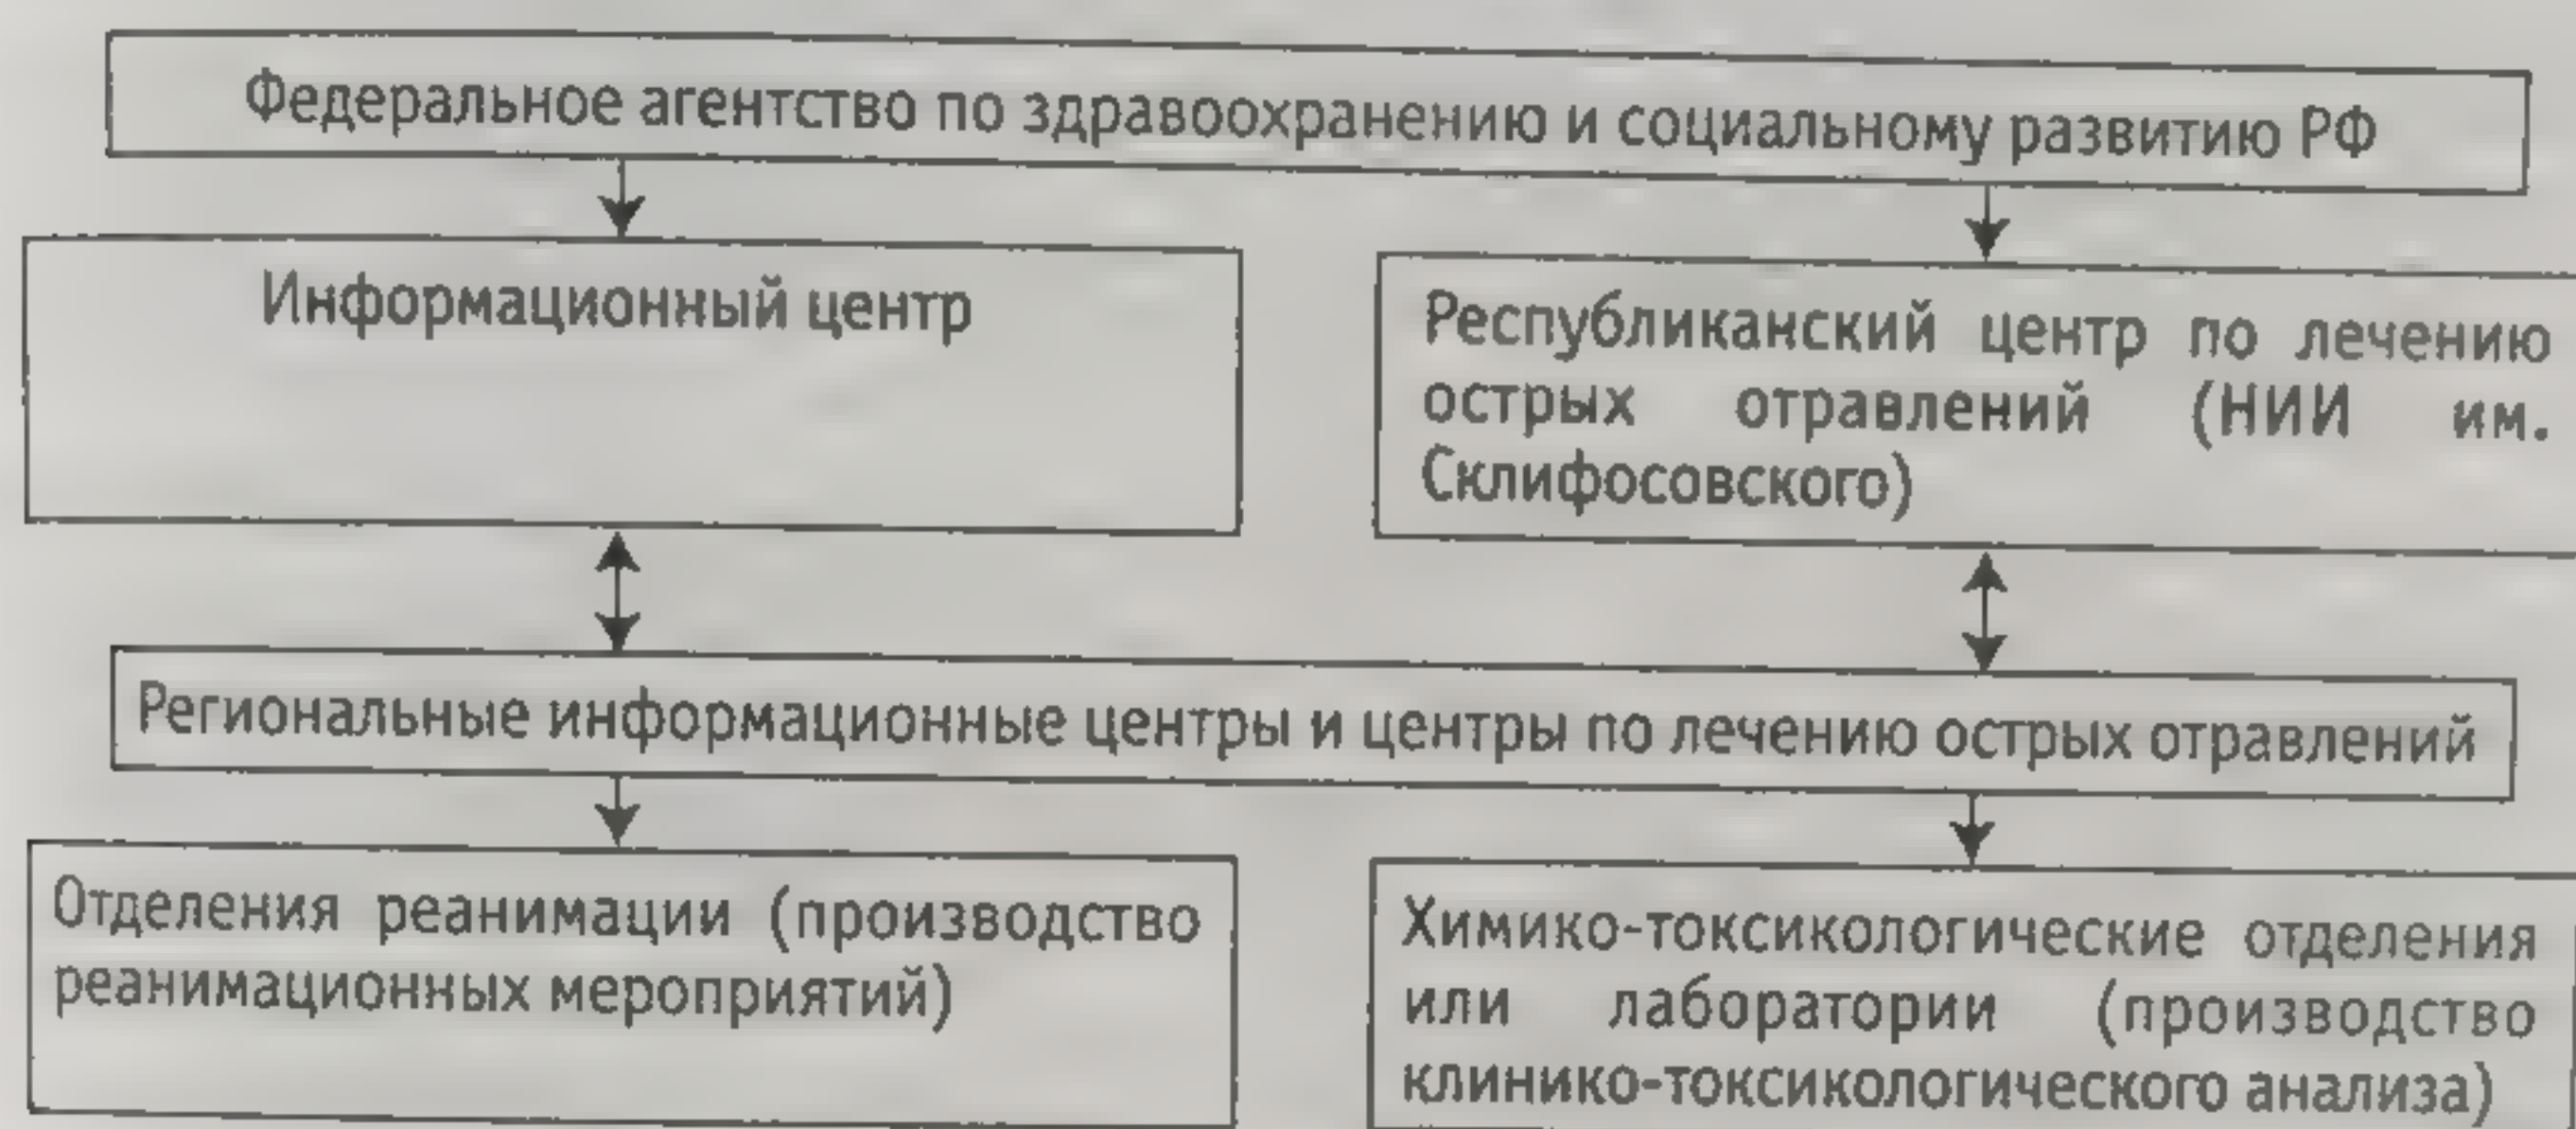 Федеральное агентство по здравоохранению и социальному развитию РФ
Информационный центр
Республиканский центр по лечению
острых отравлений (НИИ им.
Склифосовского)
Региональные информационные центры и центры по лечению острых отравлений
Отделения реанимации (производство
реанимационных мероприятий)
Химико-токсикологические отделения
или лаборатории (производство
клинико-токсикологического анализа)